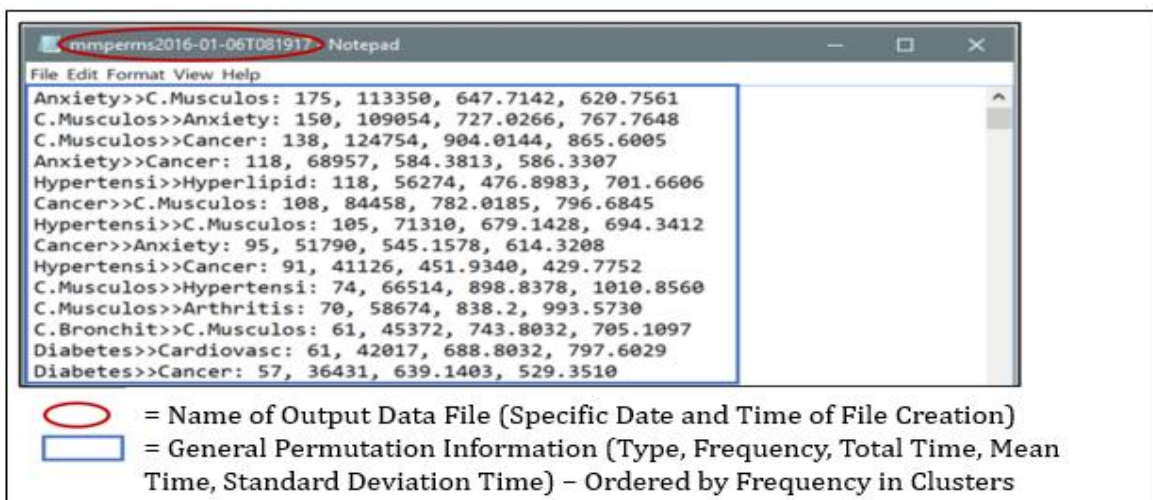 mmperms2016-01-06T081917 - Notepad
File Edit Format View Help
Anxiety>>C.Musculos: 175, 113350, 647.7142, 620.7561
C.Musculos>>Anxiety: 150, 109054, 727.0266, 767.7648
C.Musculos>>Cancer: 138, 124754, 904.0144, 865.6005
Anxiety>>Cancer: 118, 68957, 584.3813, 586.3307
Hypertensi>>Hyperlipid: 118, 56274, 476.8983, 701.6606
Cancer>>C.Musculos: 108, 84458, 782.0185, 796.6845
Hypertensi>>C.Musculos: 105, 71310, 679.1428, 694.3412
Cancer>>Anxiety: 95, 51790, 545.1578, 614.3208
Hypertensi>>Cancer: 91, 41126, 451.9340, 429.7752
C.Musculos>>Hypertensi: 74, 66514, 898.8378, 1010.8560
C.Musculos>>Arthritis: 70, 58674, 838.2, 993.5730
C.Bronchit>>C.Musculos: 61, 45372, 743.8032, 705.1097
Diabetes>>Cardiovasc: 61, 42017, 688.8032, 797.6029
Diabetes>>Cancer: 57, 36431, 639.1403, 529.3510
= Name of Output Data File (Specific Date and Time of File Creation)
= General Permutation Information (Type, Frequency, Total Time, Mean
Time, Standard Deviation Time) – Ordered by Frequency in Clusters